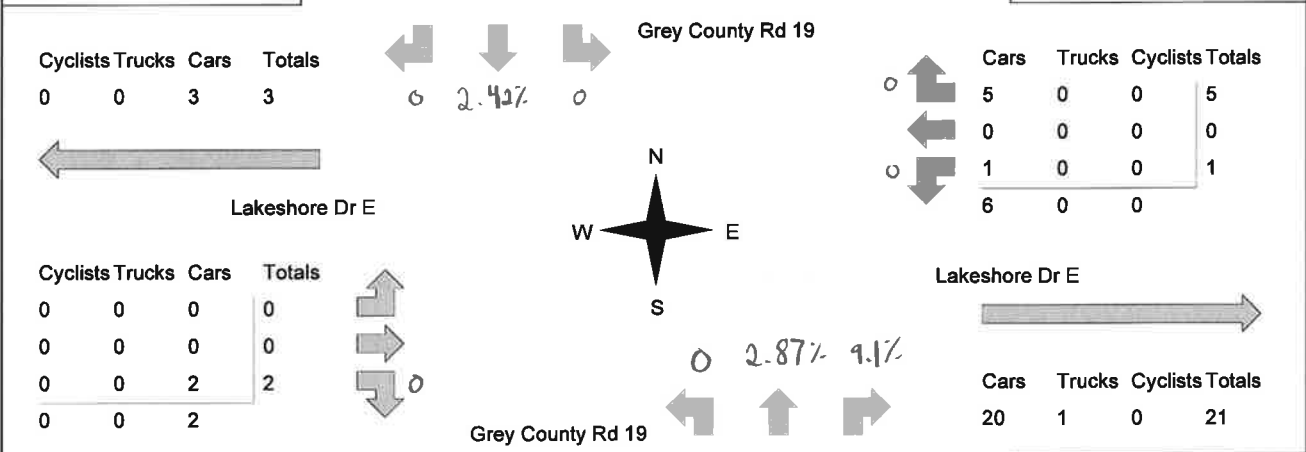 Grey County Rd 19
Cyclists Trucks Cars Totals
0 0 3 3
0 2.42% 0
Lakeshore Dr E
Cars Trucks Cyclists Totals
0 5 0 0 5
0 0 0 0
0 1 0 0 1
6 0 0
N
W E
S
Cyclists Trucks Cars Totals
0 0 0 0
0 0 0 0
0 0 2 2 0
0 0 2
Lakeshore Dr E
0 2.87% 9.1%
Cars Trucks Cyclists Totals
20 1 0 21
Grey County Rd 19